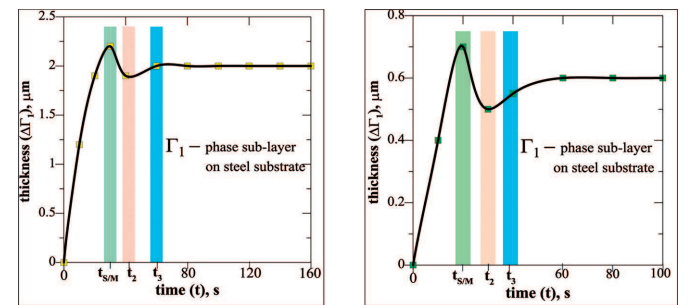 2.5
2
1.5
1
0.5
0
thickness (ΔΓ₁), μm
Γ₁ – phase sub-layer
on steel substrate
0
t_S/M
t₂
t₃
80
120
160
time (t), s
0.8
0.6
0.4
0.2
0
thickness (ΔΓ₁), μm
Γ₁ – phase sub-layer
on steel substrate
0
t_S/M
t₂
t₃
60
80
100
time (t), s